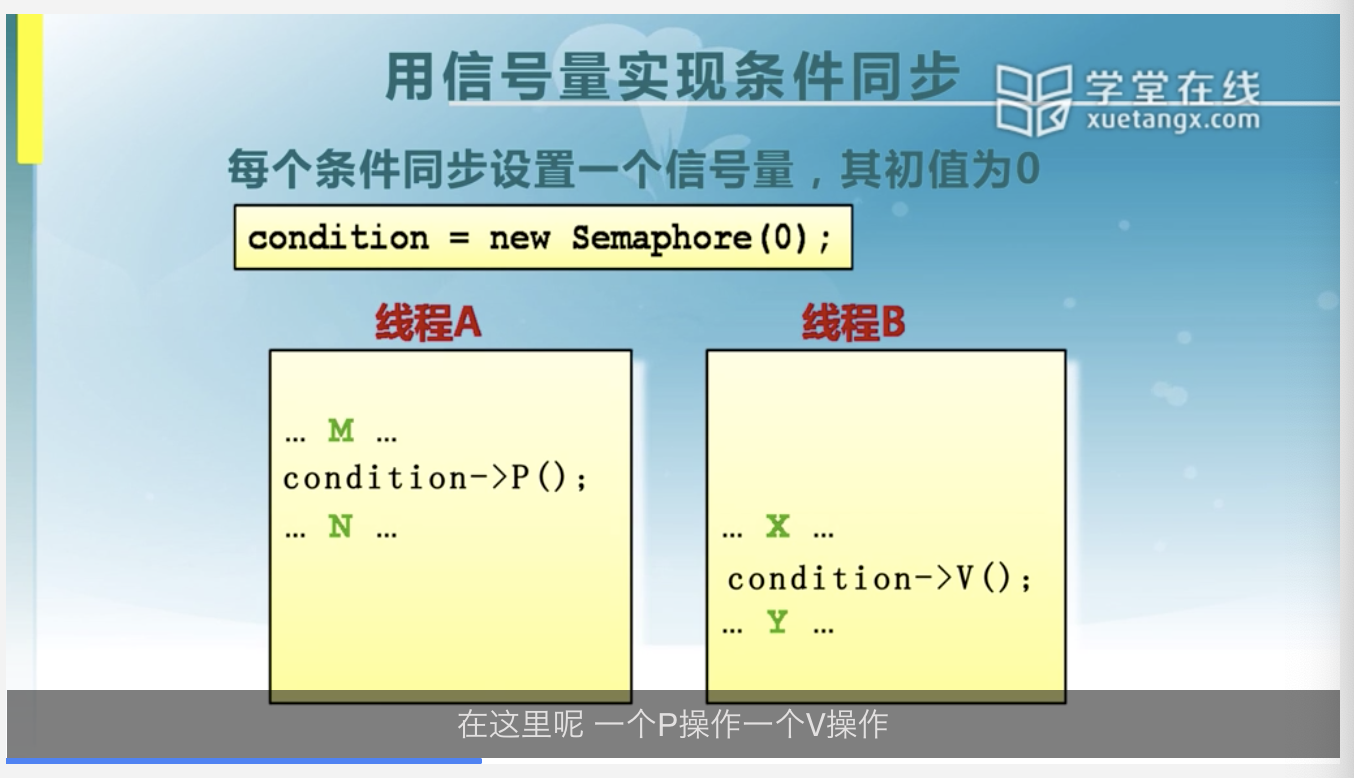 用信号量实现条件同步
学堂在线
xuetangx.com
每个条件同步设置一个信号量，其初值为0
condition = new Semaphore(0);
线程A
… M …
condition->P();
… N …
线程B
… X …
condition->V();
… Y …
在这里呢 一个P操作一个V操作